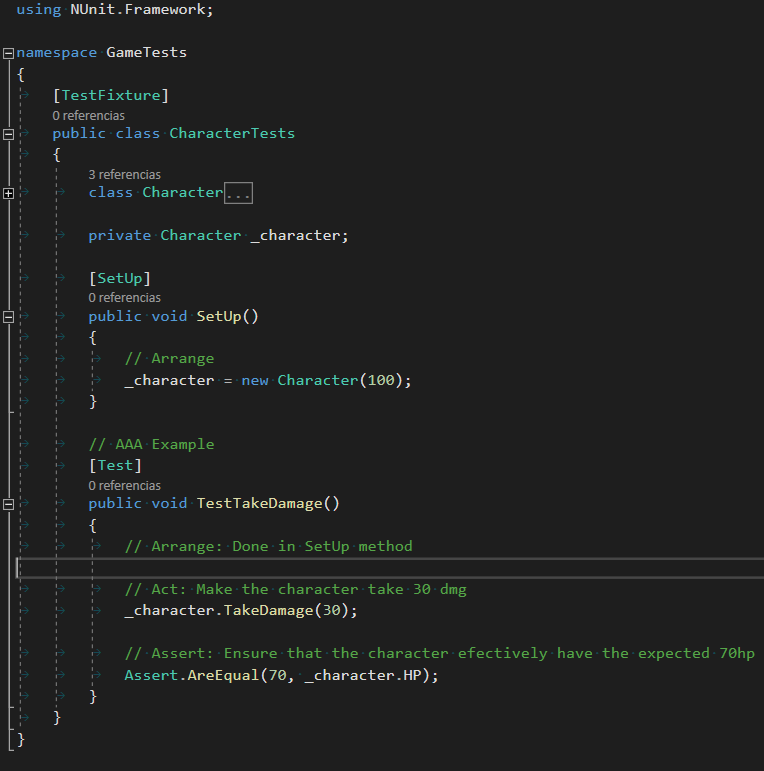 using NUnit.Framework;
namespace GameTests
{
[TestFixture]
0 referencias
public class CharacterTests
{
3 referencias
class Character...
private Character _character;
[SetUp]
0 referencias
public void SetUp()
{
// Arrange
_character = new Character(100);
}
// AAA Example
[Test]
0 referencias
public void TestTakeDamage()
{
// Arrange: Done in SetUp method
// Act: Make the character take 30 dmg
_character.TakeDamage(30);
// Assert: Ensure that the character efectively have the expected 70hp
Assert.AreEqual(70, _character.HP);
}
}
}